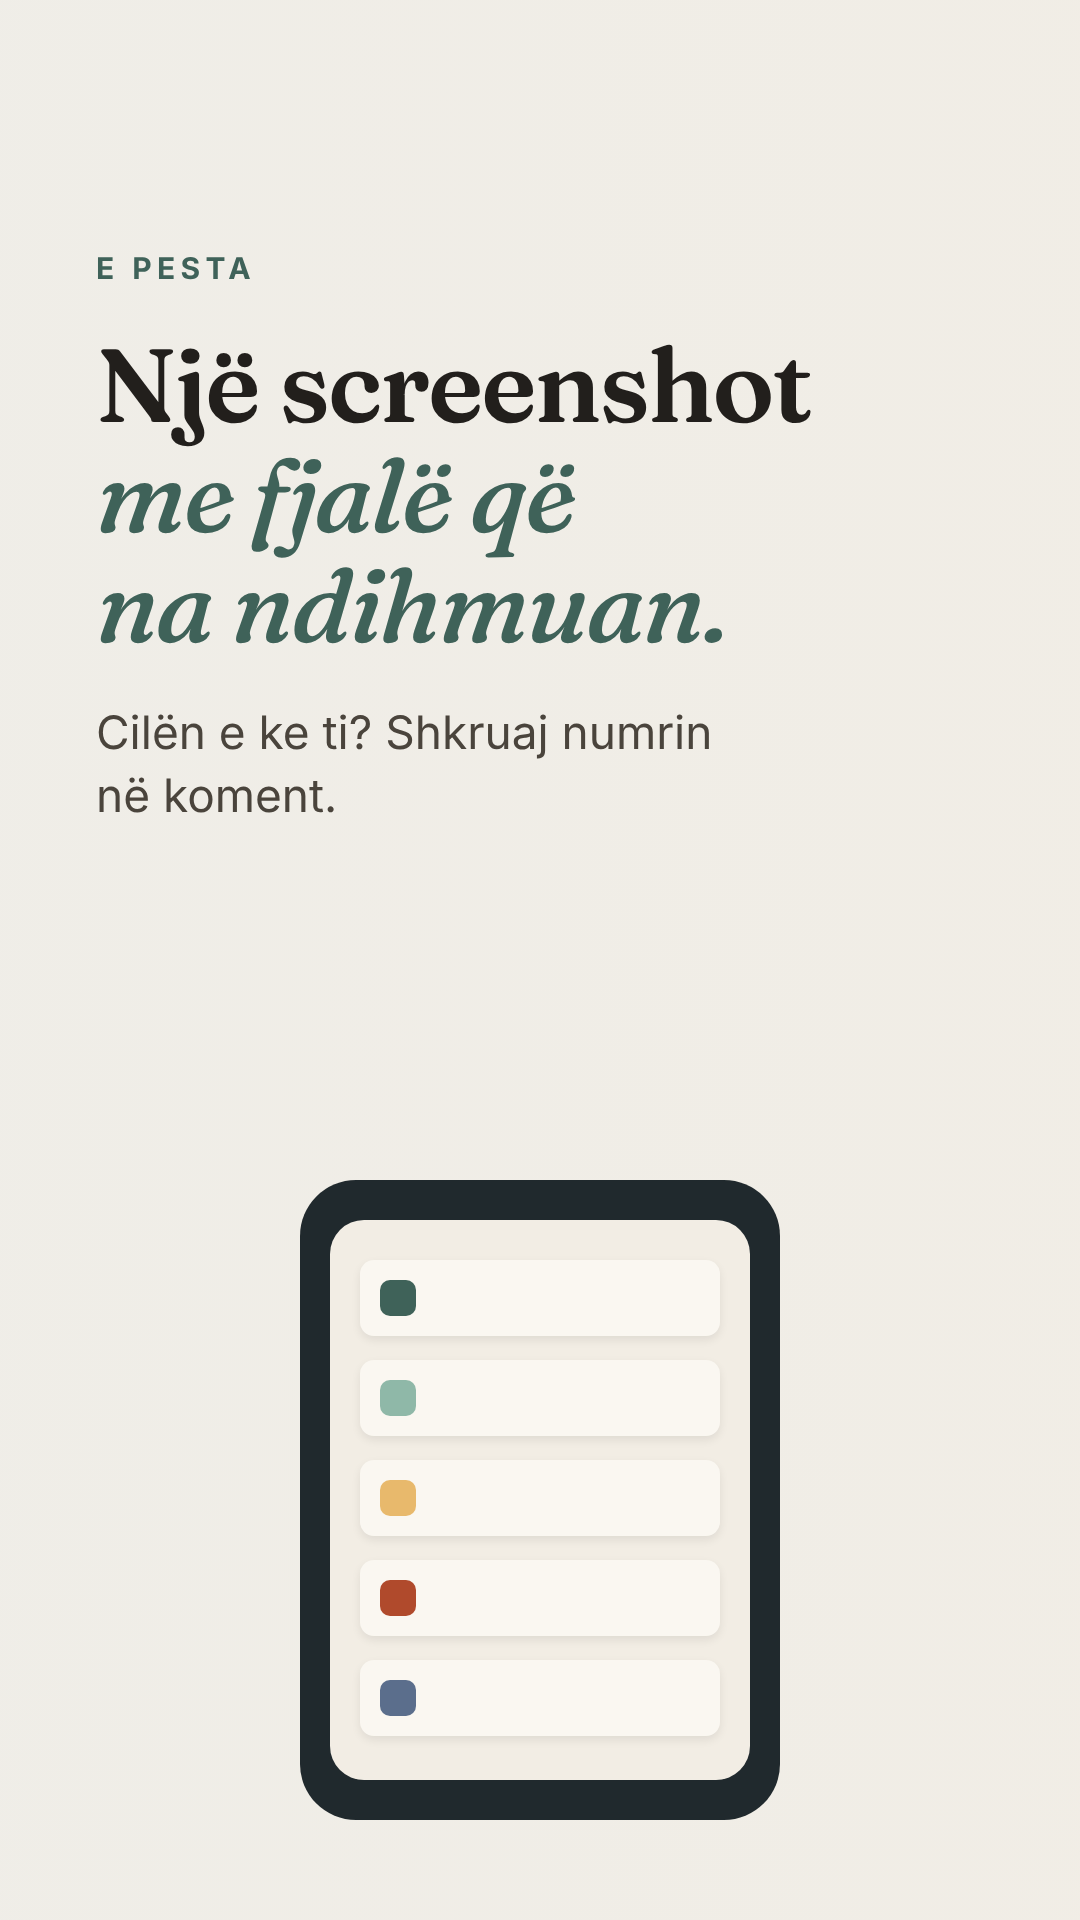 E PESTA
Një screenshot
me fjalë që
na ndihmuan.
Cilën e ke ti? Shkruaj numrin
në koment.